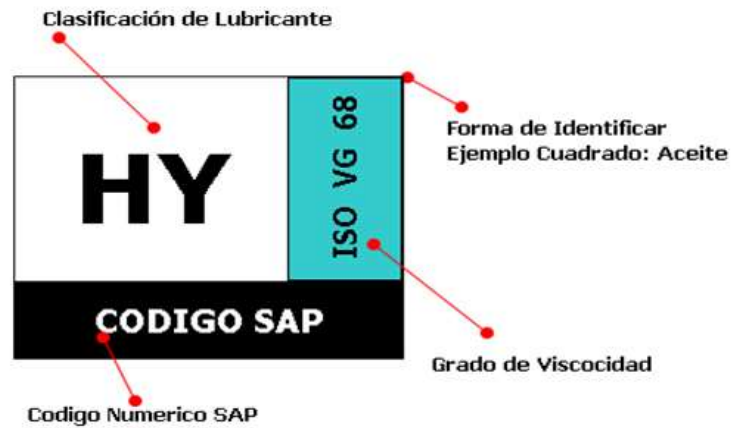 Clasificación de Lubricante
HY
ISO VG 68
Forma de Identificar
Ejemplo Cuadrado: Aceite
CODIGO SAP
Grado de Viscocidad
Codigo Numerico SAP